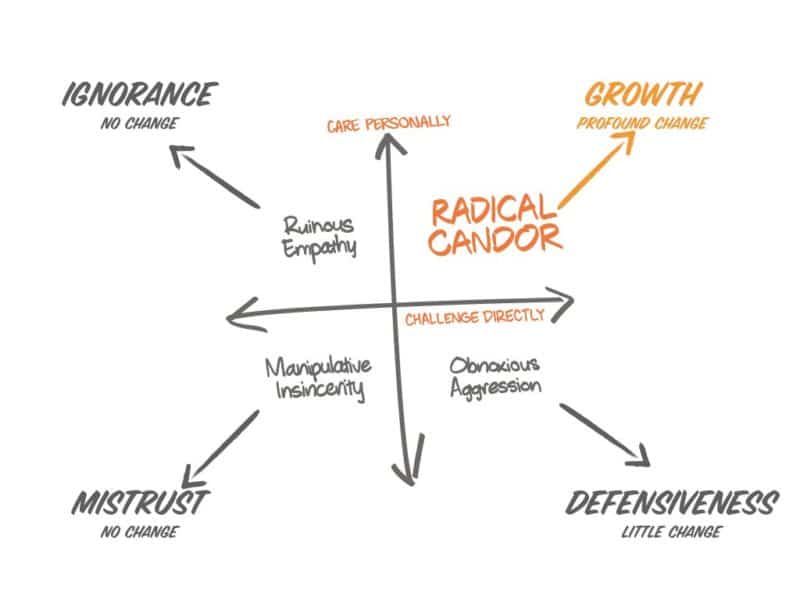 IGNORANCE
NO CHANGE
GROWTH
PROFOUND CHANGE
CARE PERSONALLY
Ruinous
Empathy
RADICAL
CANDOR
CHALLENGE DIRECTLY
Manipulative
Insincerity
Obnoxious
Aggression
MISTRUST
NO CHANGE
DEFENSIVENESS
LITTLE CHANGE